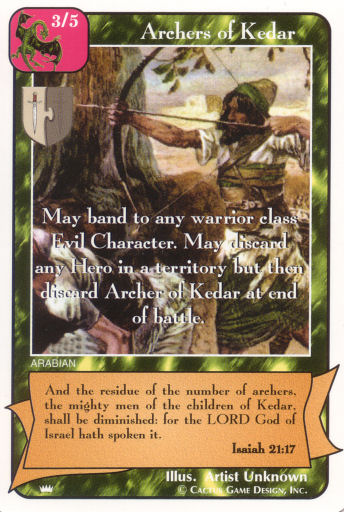 Archers of Kedar
3/5
May band to any warrior class
Evil Character. May discard
any Hero in a territory but then
discard Archer of Kedar at end
of battle.
ARABIAN
And the residue of the number of archers,
the mighty men of the children of Kedar,
shall be diminished: for the LORD God of
Israel hath spoken it.
Isaiah 21:17
Illus. Artist Unknown
© Cactus Game Design, Inc.